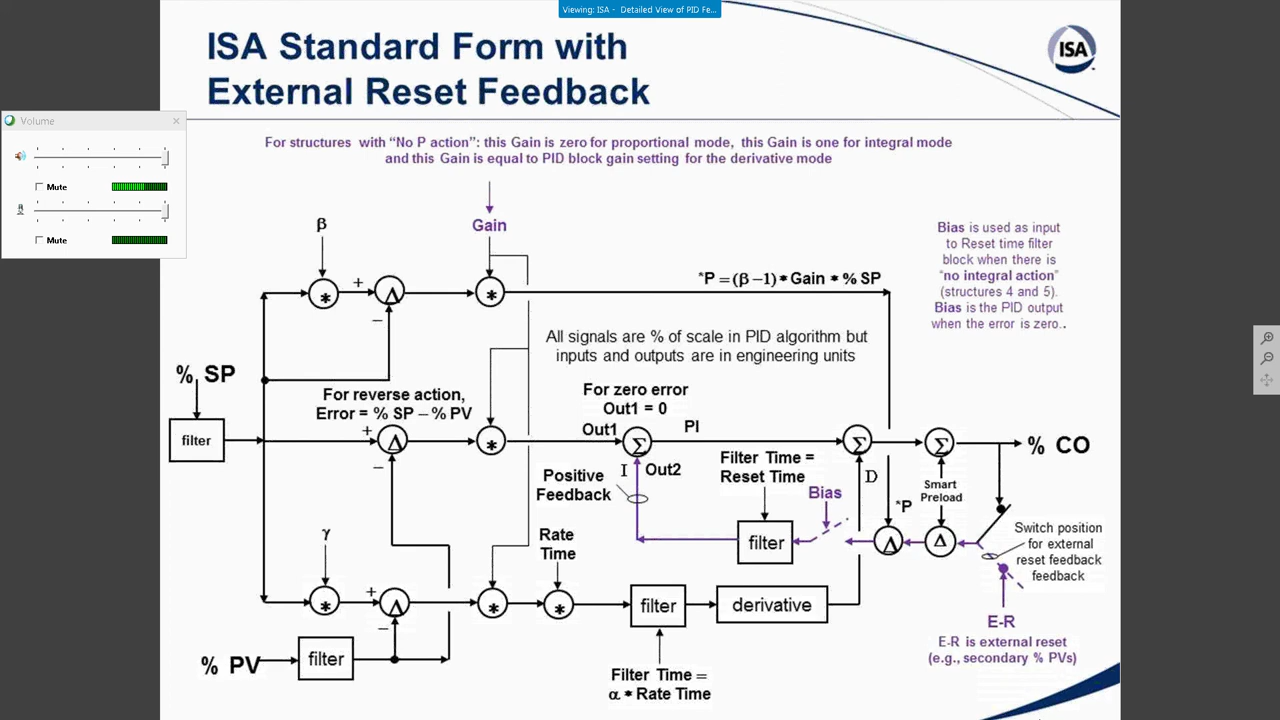 Viewing: ISA - Detailed View of PID Fe...
ISA Standard Form with
External Reset Feedback
ISA
Volume
Mute
Mute
For structures with “No P action”: this Gain is zero for proportional mode, this Gain is one for integral mode
and this Gain is equal to PID block gain setting for the derivative mode
β
Gain
Bias is used as input
to Reset time filter
block when there is
“no integral action”
(structures 4 and 5).
Bias is the PID output
when the error is zero..
*P = (β – 1) * Gain * % SP
+
*
Δ
*
–
All signals are % of scale in PID algorithm but
inputs and outputs are in engineering units
% SP
For reverse action,
Error = % SP – % PV
For zero error
Out1 = 0
filter
+
Δ
*
Out1
Σ
PI
Σ
Σ
% CO
–
I
Out2
Filter Time =
Reset Time
D
Positive
Feedback
Bias
Smart
Preload
*P
γ
Rate
Time
filter
Δ
Δ
Switch position
for external
reset feedback
feedback
*
+
Δ
*
*
filter
derivative
–
E-R
E-R is external reset
(e.g., secondary % PVs)
% PV
filter
Filter Time =
α * Rate Time